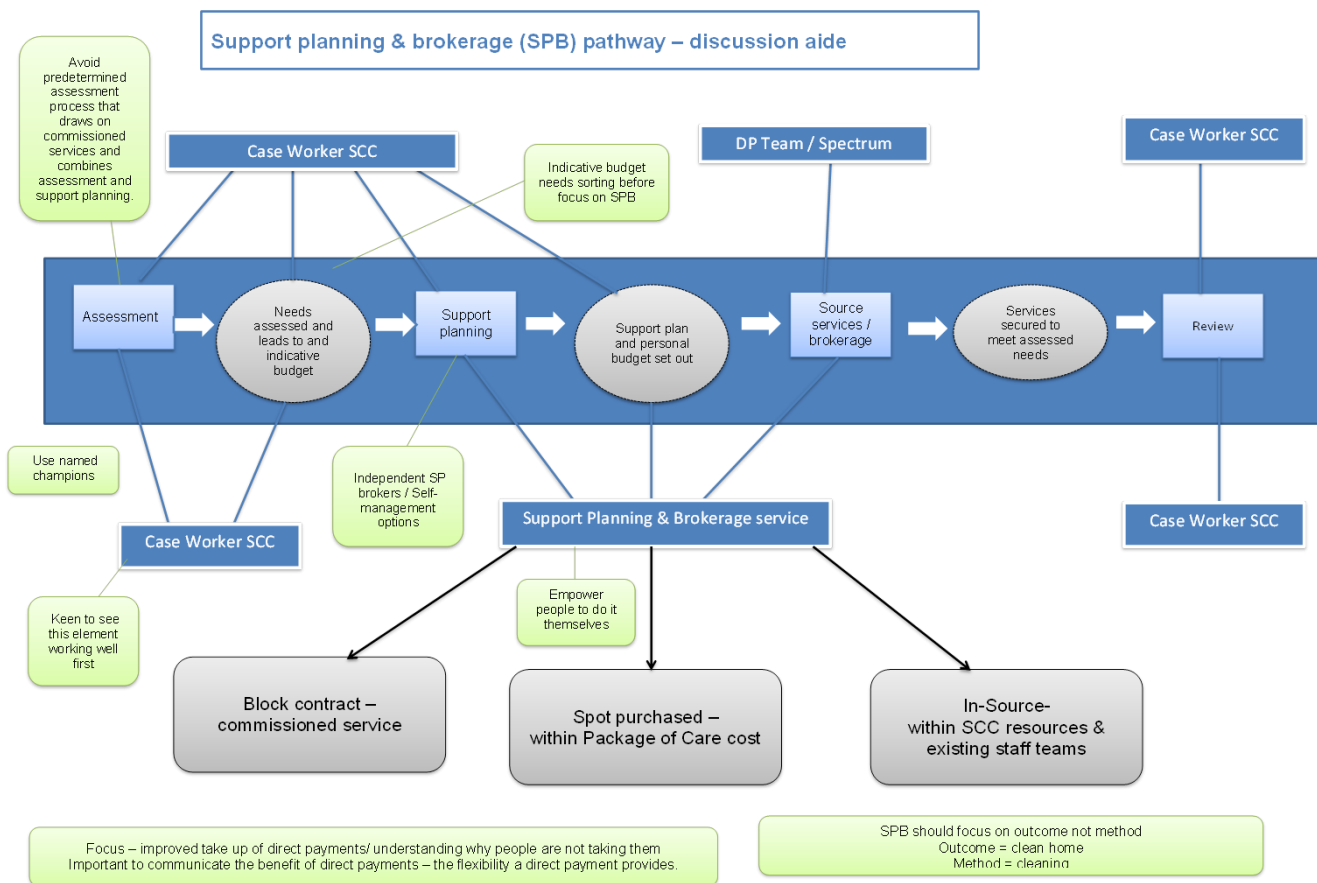 Support planning & brokerage (SPB) pathway – discussion aide
Avoid
predetermined
assessment
process that
draws on
commissioned
services and
combines
assessment and
support planning.
Case Worker SCC
Indicative budget
needs sorting before
focus on SPB
DP Team / Spectrum
Case Worker SCC
Assessment
Needs
assessed and
leads to and
indicative
budget
Support
planning
Support plan
and personal
budget set out
Source
services /
brokerage
Services
secured to
meet assessed
needs
Review
Use named
champions
Case Worker SCC
Independent SP
brokers / Self-
management
options
Support Planning & Brokerage service
Case Worker SCC
Keen to see
this element
working well
first
Empower
people to do it
themselves
Block contract –
commissioned service
Spot purchased –
within Package of Care cost
In-Source-
within SCC resources &
existing staff teams
Focus – improved take up of direct payments/ understanding why people are not taking them
Important to communicate the benefit of direct payments – the flexibility a direct payment provides.
SPB should focus on outcome not method
Outcome = clean home
Method = cleaning